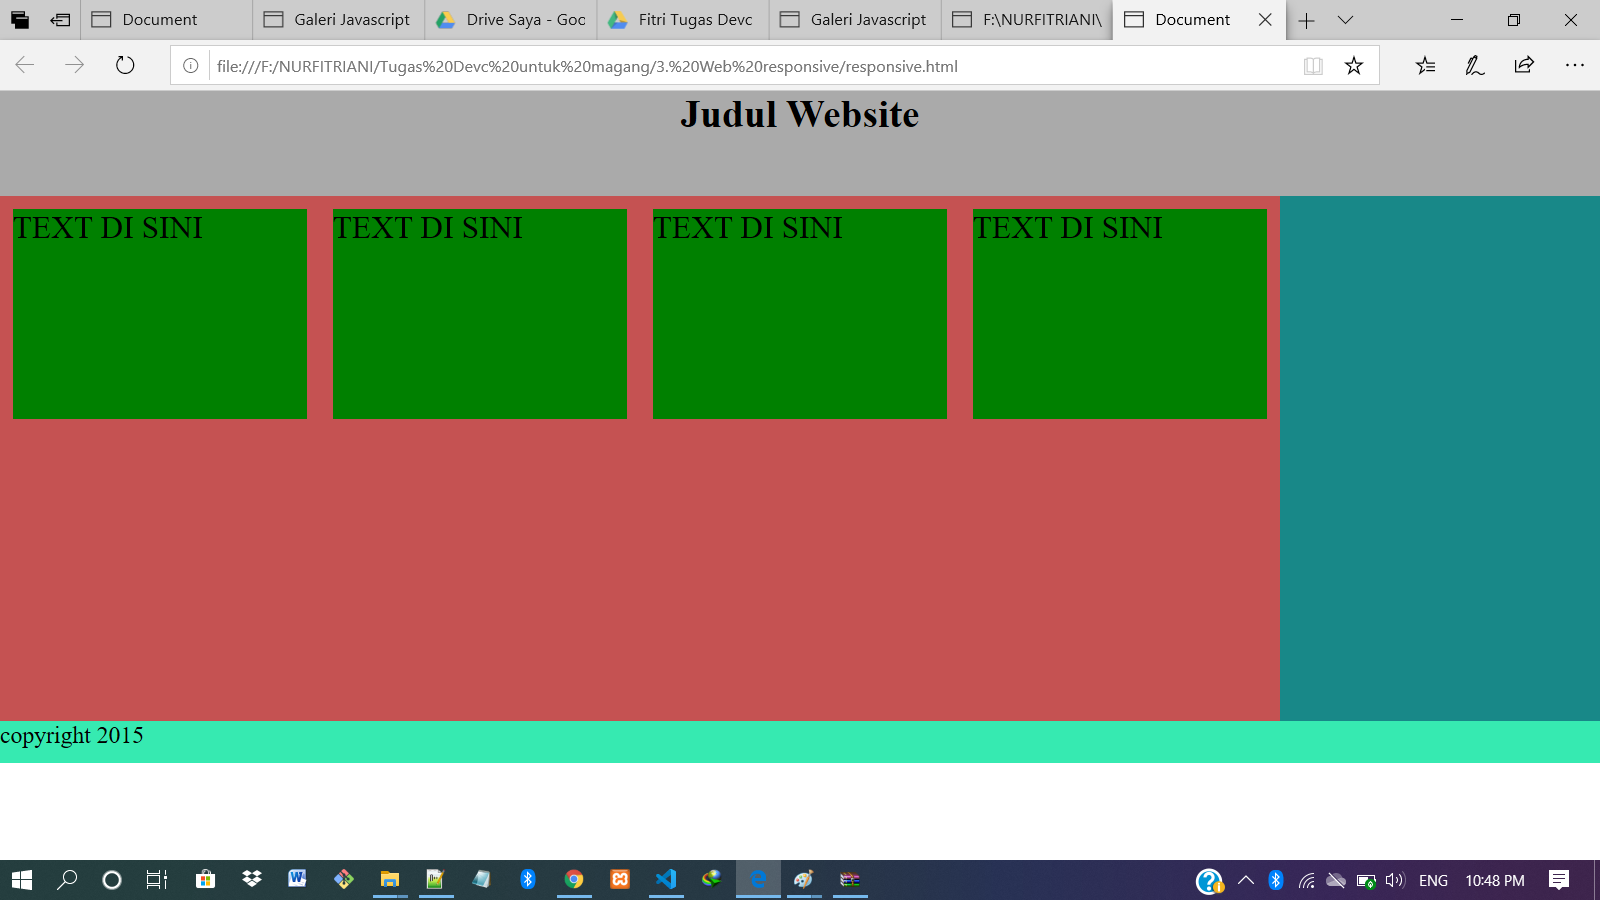 Document
Galeri Javascript
Drive Saya - Goo
Fitri Tugas Devc
Galeri Javascript
F:\NURFITRIANI\
Document
file:///F:/NURFITRIANI/Tugas%20Devc%20untuk%20magang/3.%20Web%20responsive/responsive.html
Judul Website
TEXT DI SINI
TEXT DI SINI
TEXT DI SINI
TEXT DI SINI
copyright 2015
ENG
10:48 PM